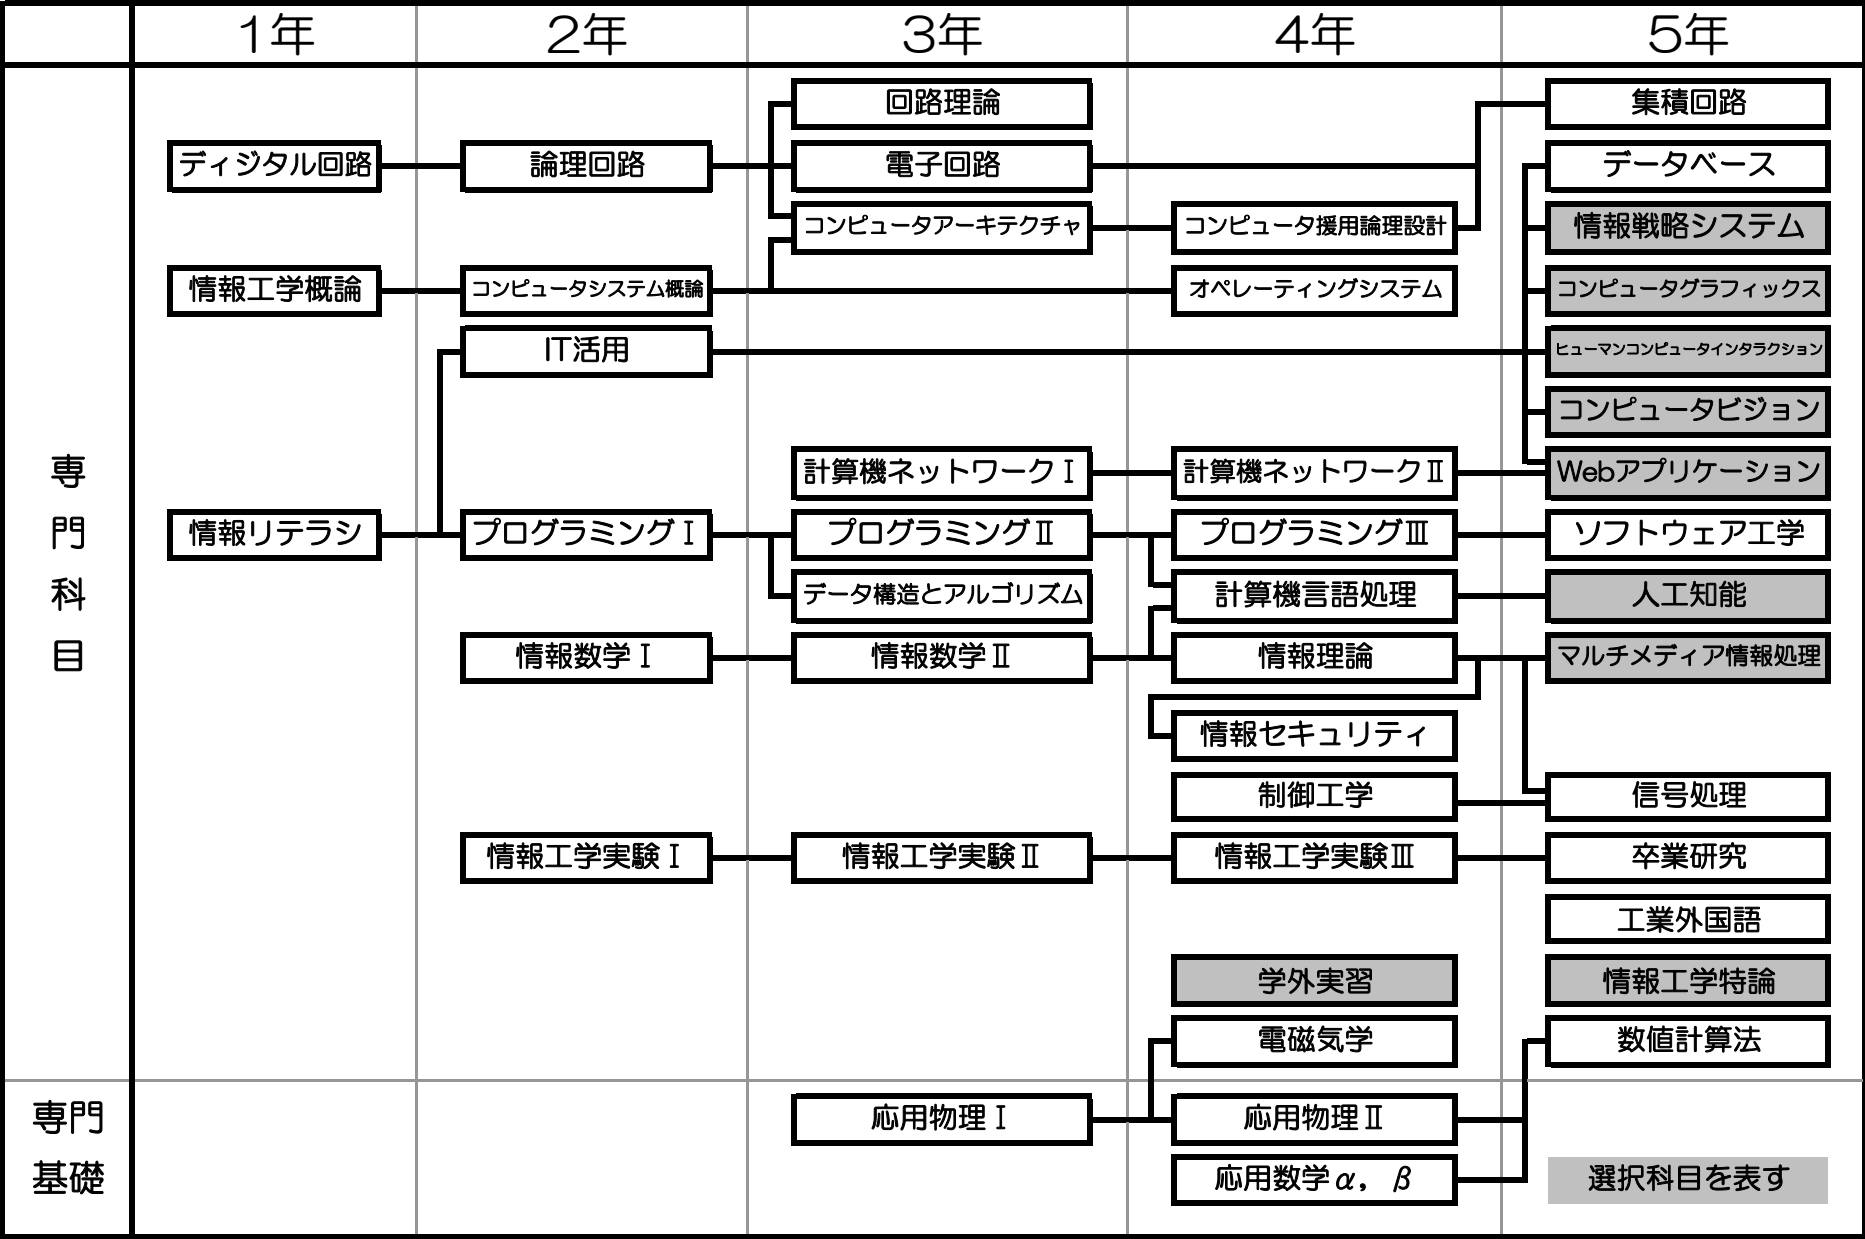 1年 2年 3年 4年 5年
回路理論 集積回路
ディジタル回路 論理回路 電子回路 データベース
コンピュータアーキテクチャ コンピュータ援用論理設計 情報戦略システム
情報工学概論 コンピュータシステム概論 オペレーティングシステム コンピュータグラフィックス
IT活用 ヒューマンコンピュータインタラクション
コンピュータビジョン
計算機ネットワークⅠ 計算機ネットワークⅡ Webアプリケーション
情報リテラシ プログラミングⅠ プログラミングⅡ プログラミングⅢ ソフトウェア工学
データ構造とアルゴリズム 計算機言語処理 人工知能
情報数学Ⅰ 情報数学Ⅱ 情報理論 マルチメディア情報処理
情報セキュリティ
制御工学 信号処理
情報工学実験Ⅰ 情報工学実験Ⅱ 情報工学実験Ⅲ 卒業研究
工業外国語
学外実習 情報工学特論
電磁気学 数値計算法
専門科目
応用物理Ⅰ 応用物理Ⅱ
応用数学α，β 選択科目を表す
専門
基礎